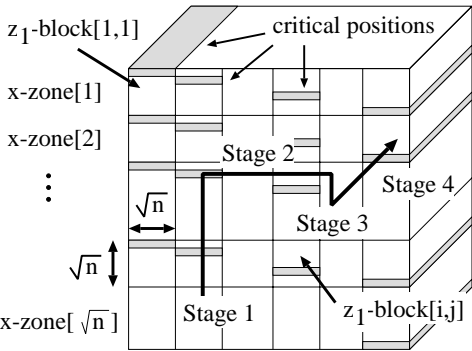 z₁-block[1,1]
critical positions
x-zone[1]
x-zone[2]
Stage 2
Stage 4
√n
Stage 3
√n
Stage 1
z₁-block[i,j]
x-zone[ √n ]